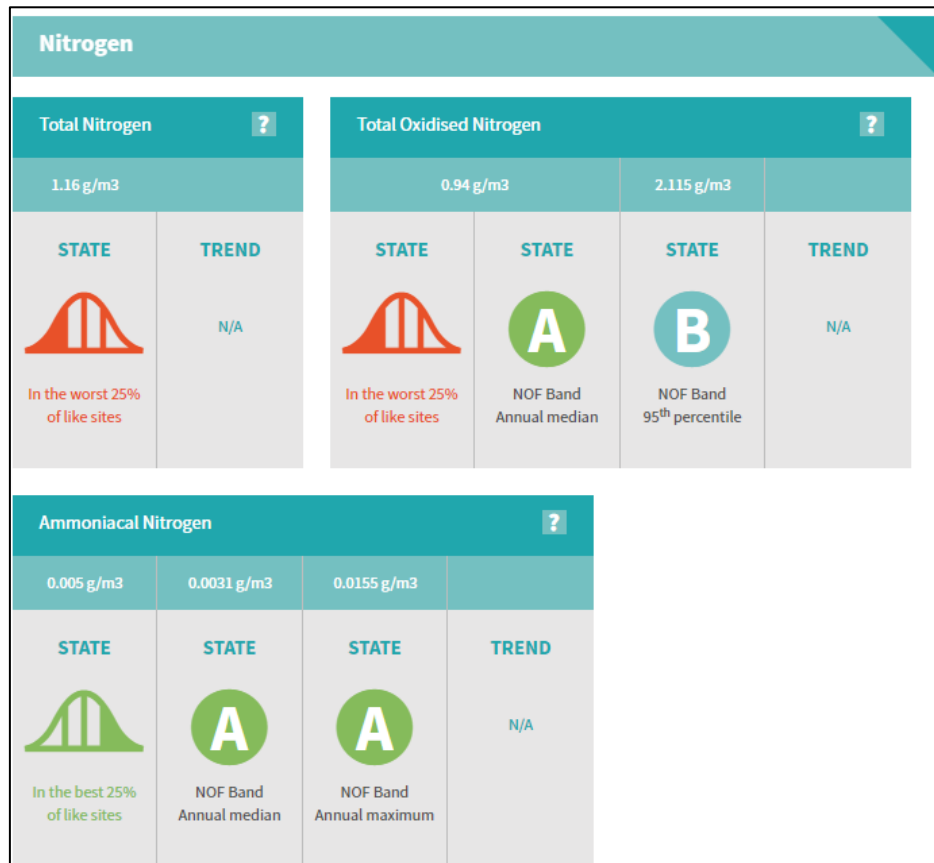 Nitrogen
Total Nitrogen ?
1.16 g/m3
STATE TREND
N/A
In the worst 25%
of like sites
Total Oxidised Nitrogen ?
0.94 g/m3 2.115 g/m3
STATE STATE STATE TREND
A B N/A
In the worst 25% NOF Band NOF Band
of like sites Annual median 95th percentile
Ammoniacal Nitrogen ?
0.005 g/m3 0.0031 g/m3 0.0155 g/m3
STATE STATE STATE TREND
A A N/A
In the best 25% NOF Band NOF Band
of like sites Annual median Annual maximum